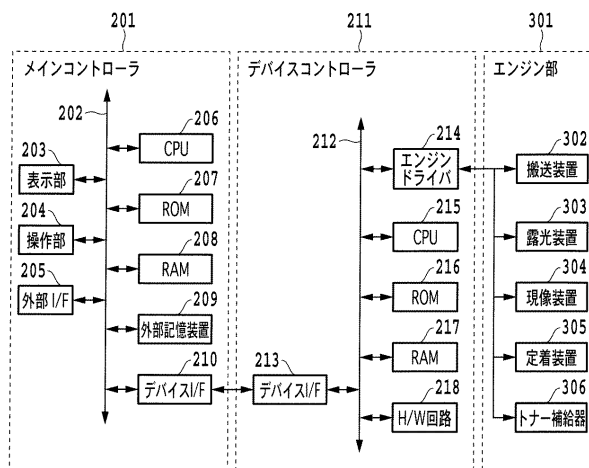 201
メインコントローラ
202
203
表示部
204
操作部
205
外部I/F
206
CPU
207
ROM
208
RAM
209
外部記憶装置
210
デバイスI/F
211
デバイスコントローラ
212
213
デバイスI/F
214
エンジン
ドライバ
215
CPU
216
ROM
217
RAM
218
H/W回路
301
エンジン部
302
搬送装置
303
露光装置
304
現像装置
305
定着装置
306
トナー補給器